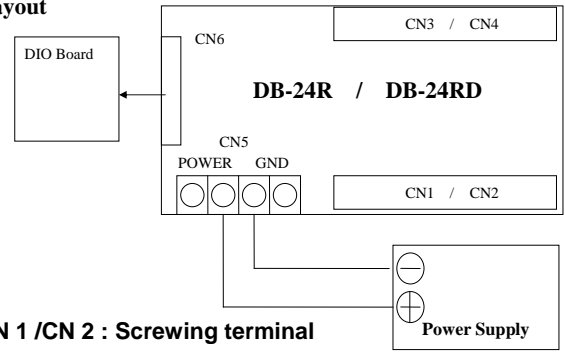 CN3 / CN4
CN6
DIO Board
DB-24R / DB-24RD
CN5
POWER GND
CN1 / CN2
Power Supply
1 /CN 2 : Screwing terminal